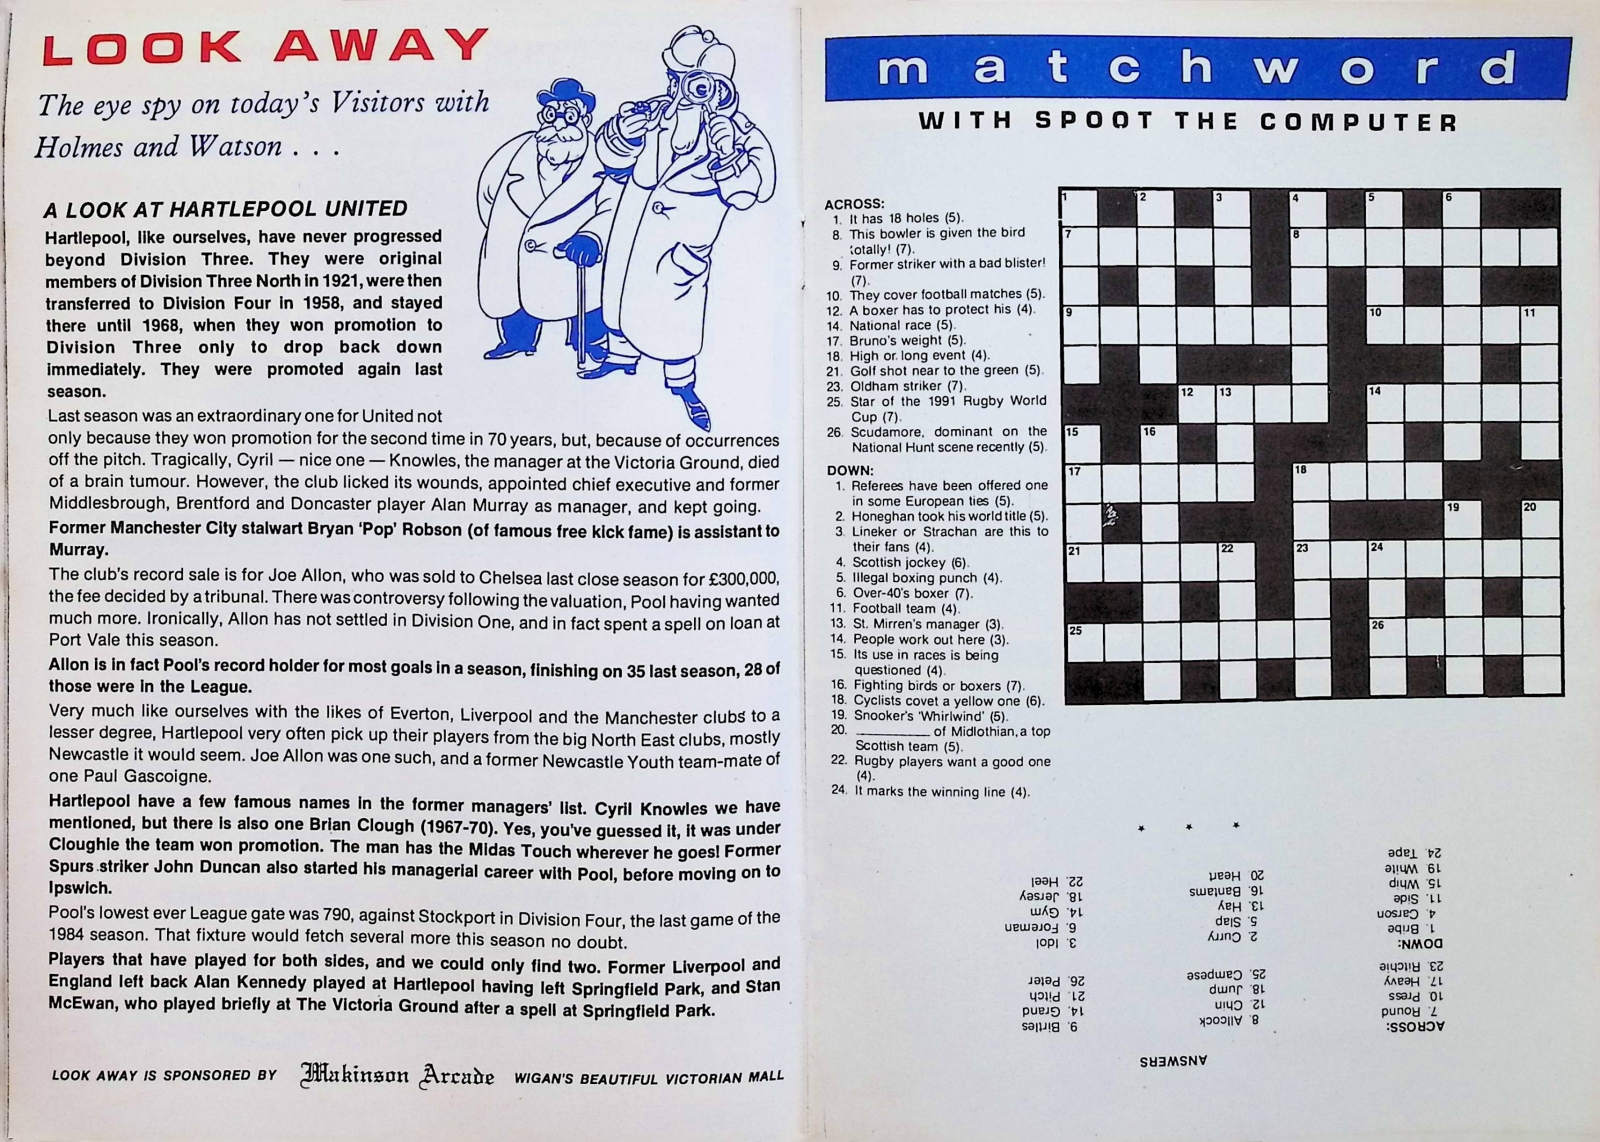 LOOK AWAY
The eye spy on today's Visitors with
Holmes and Watson . . .
A LOOK AT HARTLEPOOL UNITED
Hartlepool, like ourselves, have never progressed
beyond Division Three. They were original
members of Division Three North in 1921, were then
transferred to Division Four in 1958, and stayed
there until 1968, when they won promotion to
Division Three only to drop back down
immediately. They were promoted again last
season.
Last season was an extraordinary one for United not
only because they won promotion for the second time in 70 years, but, because of occurrences
off the pitch. Tragically, Cyril — nice one — Knowles, the manager at the Victoria Ground, died
of a brain tumour. However, the club licked its wounds, appointed chief executive and former
Middlesbrough, Brentford and Doncaster player Alan Murray as manager, and kept going.
Former Manchester City stalwart Bryan 'Pop' Robson (of famous free kick fame) is assistant to
Murray.
The club's record sale is for Joe Allon, who was sold to Chelsea last close season for £300,000,
the fee decided by a tribunal. There was controversy following the valuation, Pool having wanted
much more. Ironically, Allon has not settled in Division One, and in fact spent a spell on loan at
Port Vale this season.
Allon is in fact Pool's record holder for most goals in a season, finishing on 35 last season, 28 of
those were in the League.
Very much like ourselves with the likes of Everton, Liverpool and the Manchester clubs to a
lesser degree, Hartlepool very often pick up their players from the big North East clubs, mostly
Newcastle it would seem. Joe Allon was one such, and a former Newcastle Youth team-mate of
one Paul Gascoigne.
Hartlepool have a few famous names in the former managers' list. Cyril Knowles we have
mentioned, but there is also one Brian Clough (1967-70). Yes, you've guessed it, it was under
Cloughie the team won promotion. The man has the Midas Touch wherever he goes! Former
Spurs striker John Duncan also started his managerial career with Pool, before moving on to
Ipswich.
Pool's lowest ever League gate was 790, against Stockport in Division Four, the last game of the
1984 season. That fixture would fetch several more this season no doubt.
Players that have played for both sides, and we could only find two. Former Liverpool and
England left back Alan Kennedy played at Hartlepool having left Springfield Park, and Stan
McEwan, who played briefly at The Victoria Ground after a spell at Springfield Park.
LOOK AWAY IS SPONSORED BY Makinson Arcade WIGAN'S BEAUTIFUL VICTORIAN MALL
matchword
WITH SPOOT THE COMPUTER
ACROSS:
1. It has 18 holes (5).
8. This bowler is given the bird
totally! (7).
9. Former striker with a bad blister!
(7).
10. They cover football matches (5).
12. A boxer has to protect his (4).
14. National race (5).
17. Bruno's weight (5).
18. High or long event (4).
21. Golf shot near to the green (5).
23. Oldham striker (7).
25. Star of the 1991 Rugby World
Cup (7).
26. Scudamore, dominant on the
National Hunt scene recently (5).
DOWN:
1. Referees have been offered one
in some European ties (5).
2. Honeghan took his world title (5).
3. Lineker or Strachan are this to
their fans (4).
4. Scottish jockey (6).
5. Illegal boxing punch (4).
6. Over-40's boxer (7).
11. Football team (4).
13. St. Mirren's manager (3).
14. People work out here (3).
15. Its use in races is being
questioned (4).
16. Fighting birds or boxers (7).
18. Cyclists covet a yellow one (6).
19. Snooker's 'Whirlwind' (5).
20. __________ of Midlothian, a top
Scottish team (5).
22. Rugby players want a good one
(4).
24. It marks the winning line (4).
1 2 3 4 5 6
7 8
9 10 11
12 13 14
15 16
17 18
19 20
21 22 23 24
25 26
* * *
ANSWERS
ACROSS:
7. Round 8. Allcock 9. Birtles
10 Press 12. Chin 14. Grand
17. Heavy 18. Jump 21. Pitch
23. Ritchie 25. Campese 26. Peter
DOWN:
1. Bribe 2. Curry 3. Idol
4. Carson 5. Slap 6. Foreman
11. Side 13. Hay 14. Gym
15. Whip 16. Bantams 18. Jersey
19 White 20 Heart 22. Heel
24. Tape